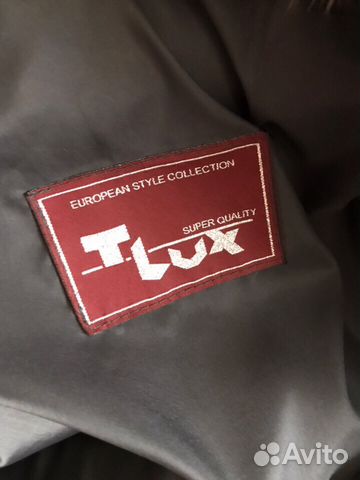 EUROPEAN STYLE COLLECTION
SUPER QUALITY
T.LUX
Avito